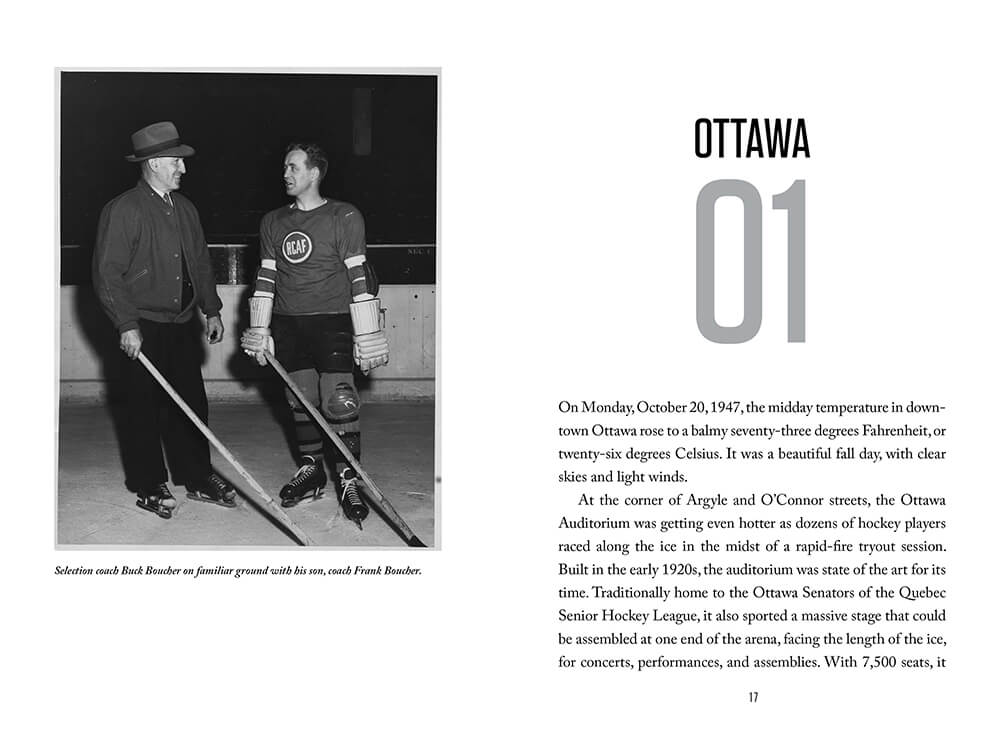 RCAF
SEC C
Selection coach Buck Boucher on familiar ground with his son, coach Frank Boucher.
OTTAWA
01
On Monday, October 20, 1947, the midday temperature in down-
town Ottawa rose to a balmy seventy-three degrees Fahrenheit, or
twenty-six degrees Celsius. It was a beautiful fall day, with clear
skies and light winds.
At the corner of Argyle and O’Connor streets, the Ottawa
Auditorium was getting even hotter as dozens of hockey players
raced along the ice in the midst of a rapid-fire tryout session.
Built in the early 1920s, the auditorium was state of the art for its
time. Traditionally home to the Ottawa Senators of the Quebec
Senior Hockey League, it also sported a massive stage that could
be assembled at one end of the arena, facing the length of the ice,
for concerts, performances, and assemblies. With 7,500 seats, it
17